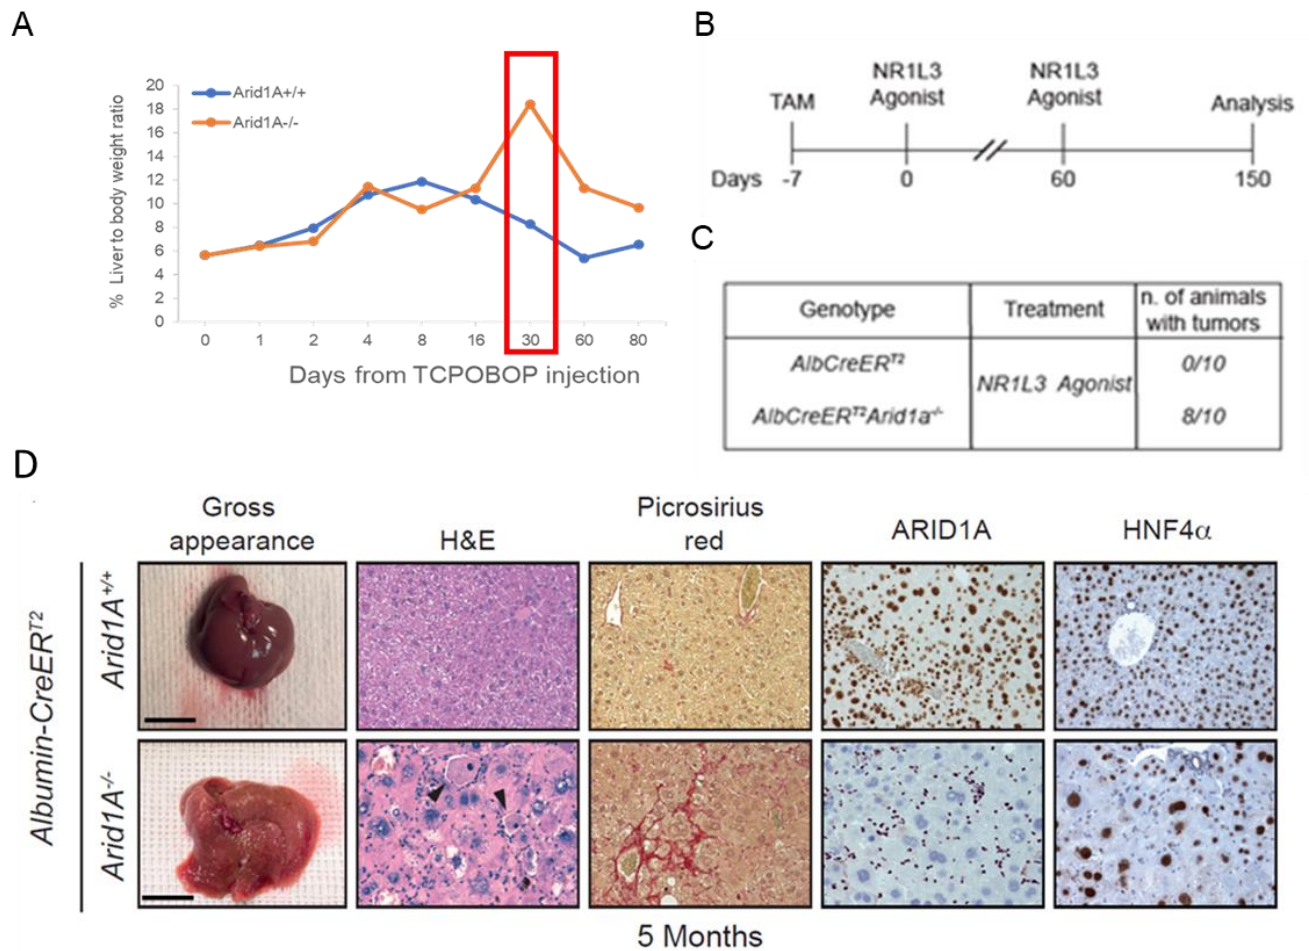 A
% Liver to body weight ratio
20
18
16
14
12
10
8
6
4
2
0
Arid1A+/+
Arid1A-/-
0 1 2 4 8 16 30 60 80
Days from TCPOBOP injection
B
TAM
NR1L3
Agonist
NR1L3
Agonist
Analysis
Days -7 0 60 150
C
Genotype
Treatment
n. of animals
with tumors
AlbCreERT2
NR1L3 Agonist
0/10
AlbCreERT2Arid1a-/-
8/10
D
Gross
appearance
H&E
Picrosirius
red
ARID1A
HNF4α
Albumin-CreERT2
Arid1A+/+
Arid1A-/-
5 Months